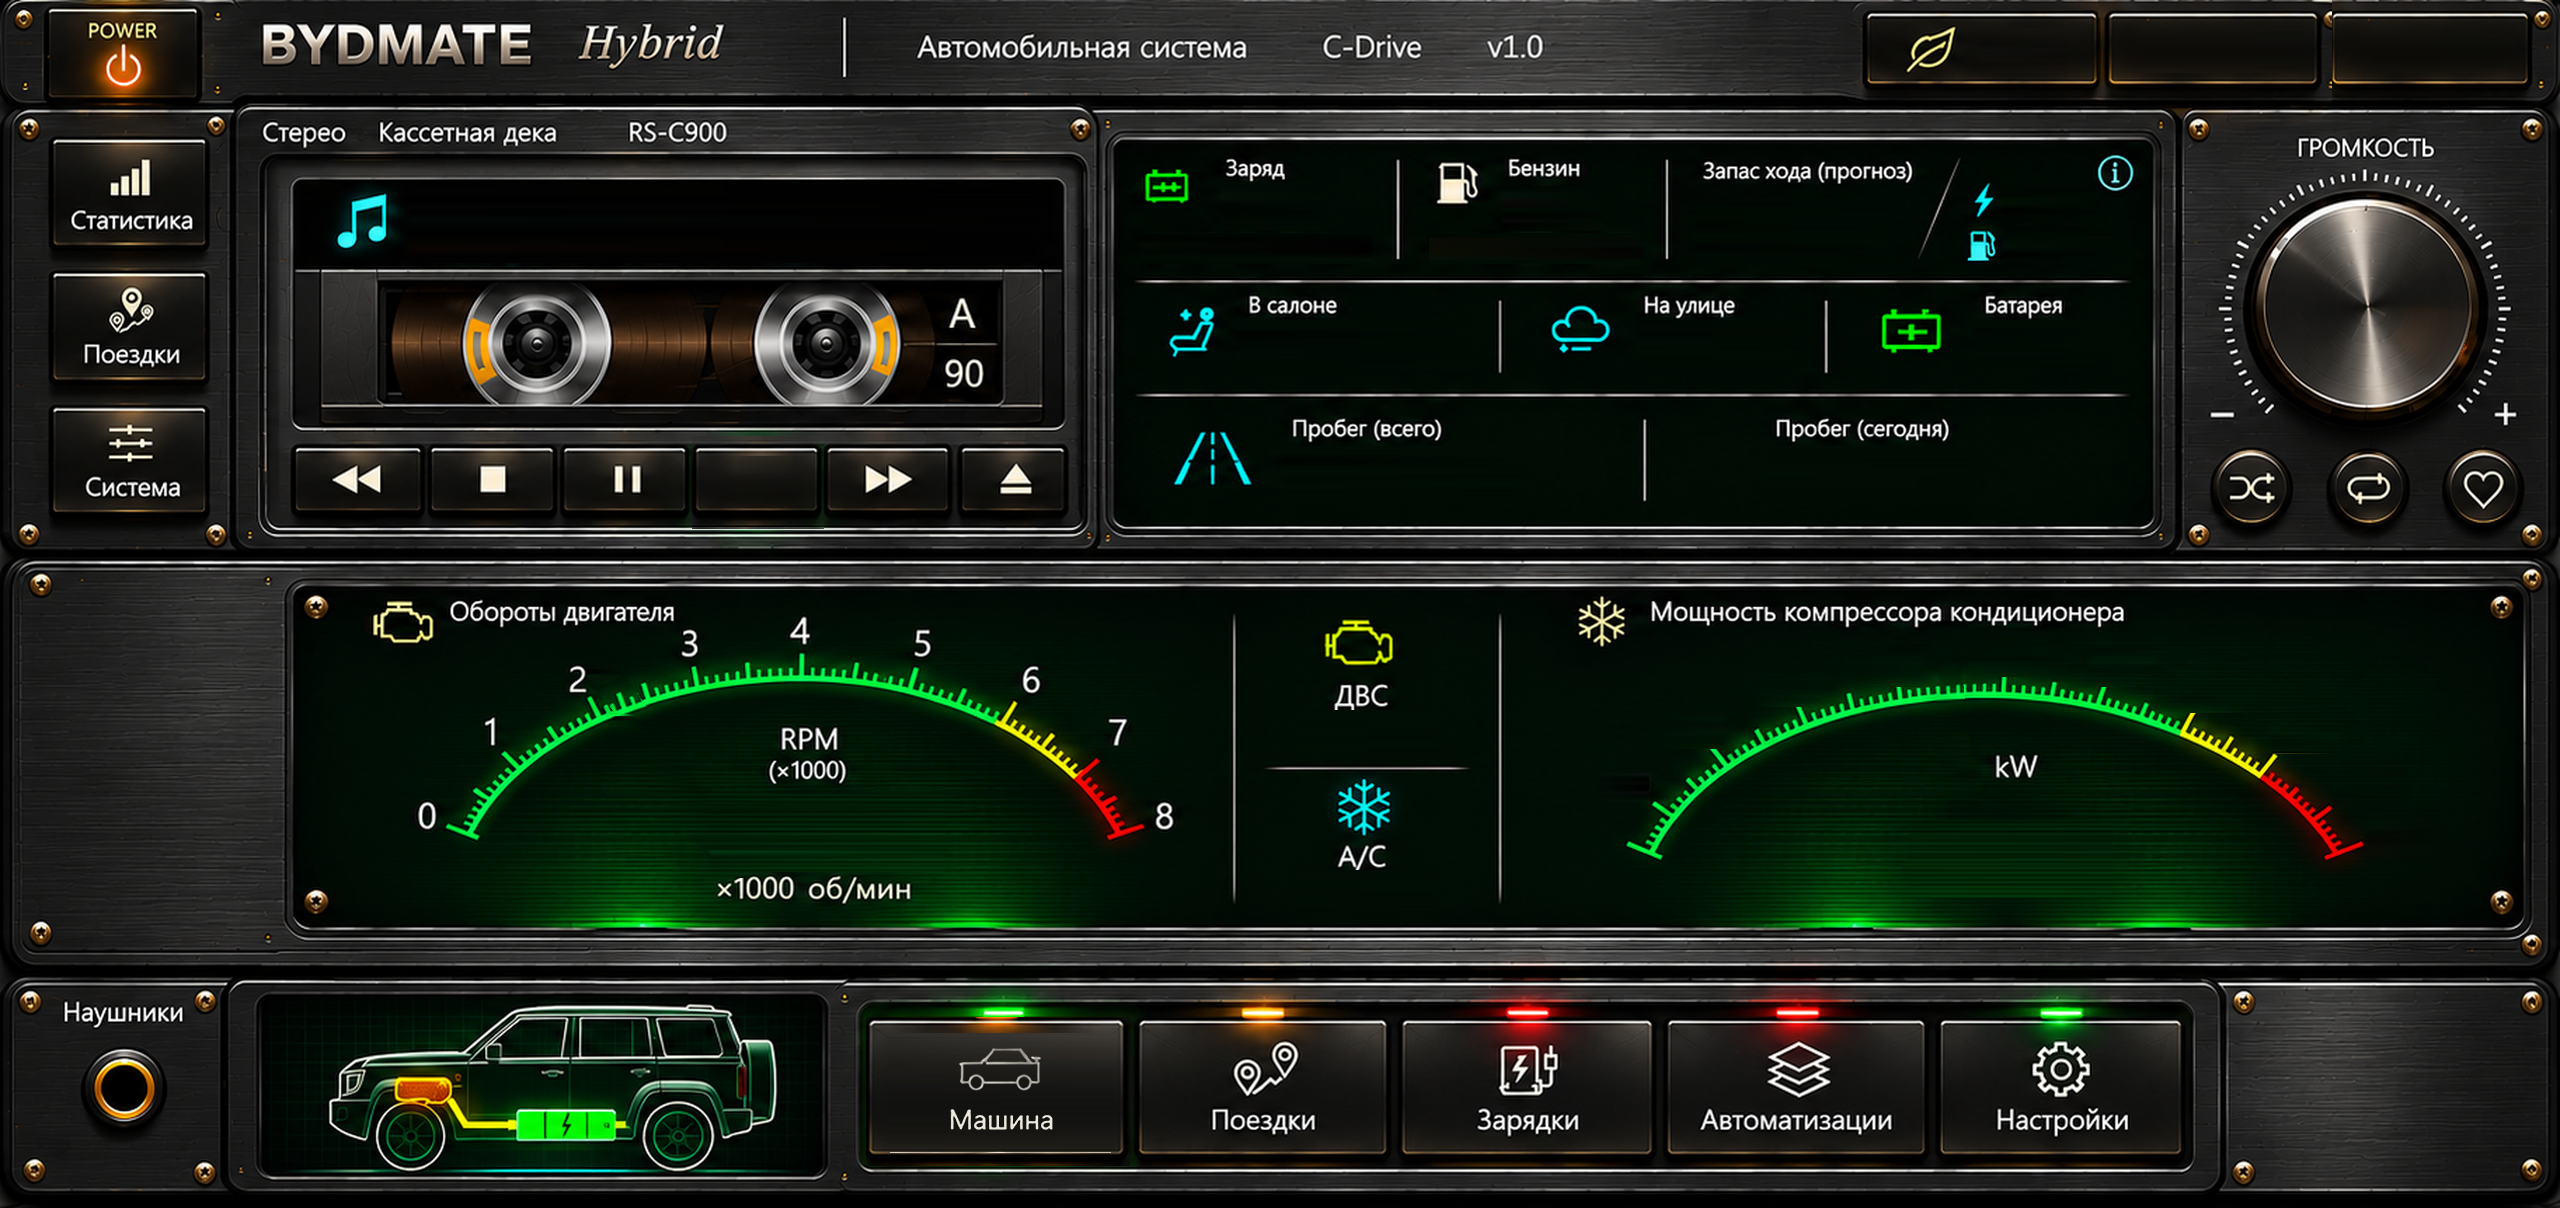 POWER
BYDMATE Hybrid
Автомобильная система C-Drive v1.0
Стерео Кассетная дека RS-C900
Статистика
Поездки
Система
A
90
Заряд
Бензин
Запас хода (прогноз)
В салоне
На улице
Батарея
Пробег (всего)
Пробег (сегодня)
ГРОМКОСТЬ
− +
Обороты двигателя
0 1 2 3 4 5 6 7 8
RPM
(×1000)
×1000 об/мин
ДВС
A/C
Мощность компрессора кондиционера
kW
Наушники
Машина
Поездки
Зарядки
Автоматизации
Настройки